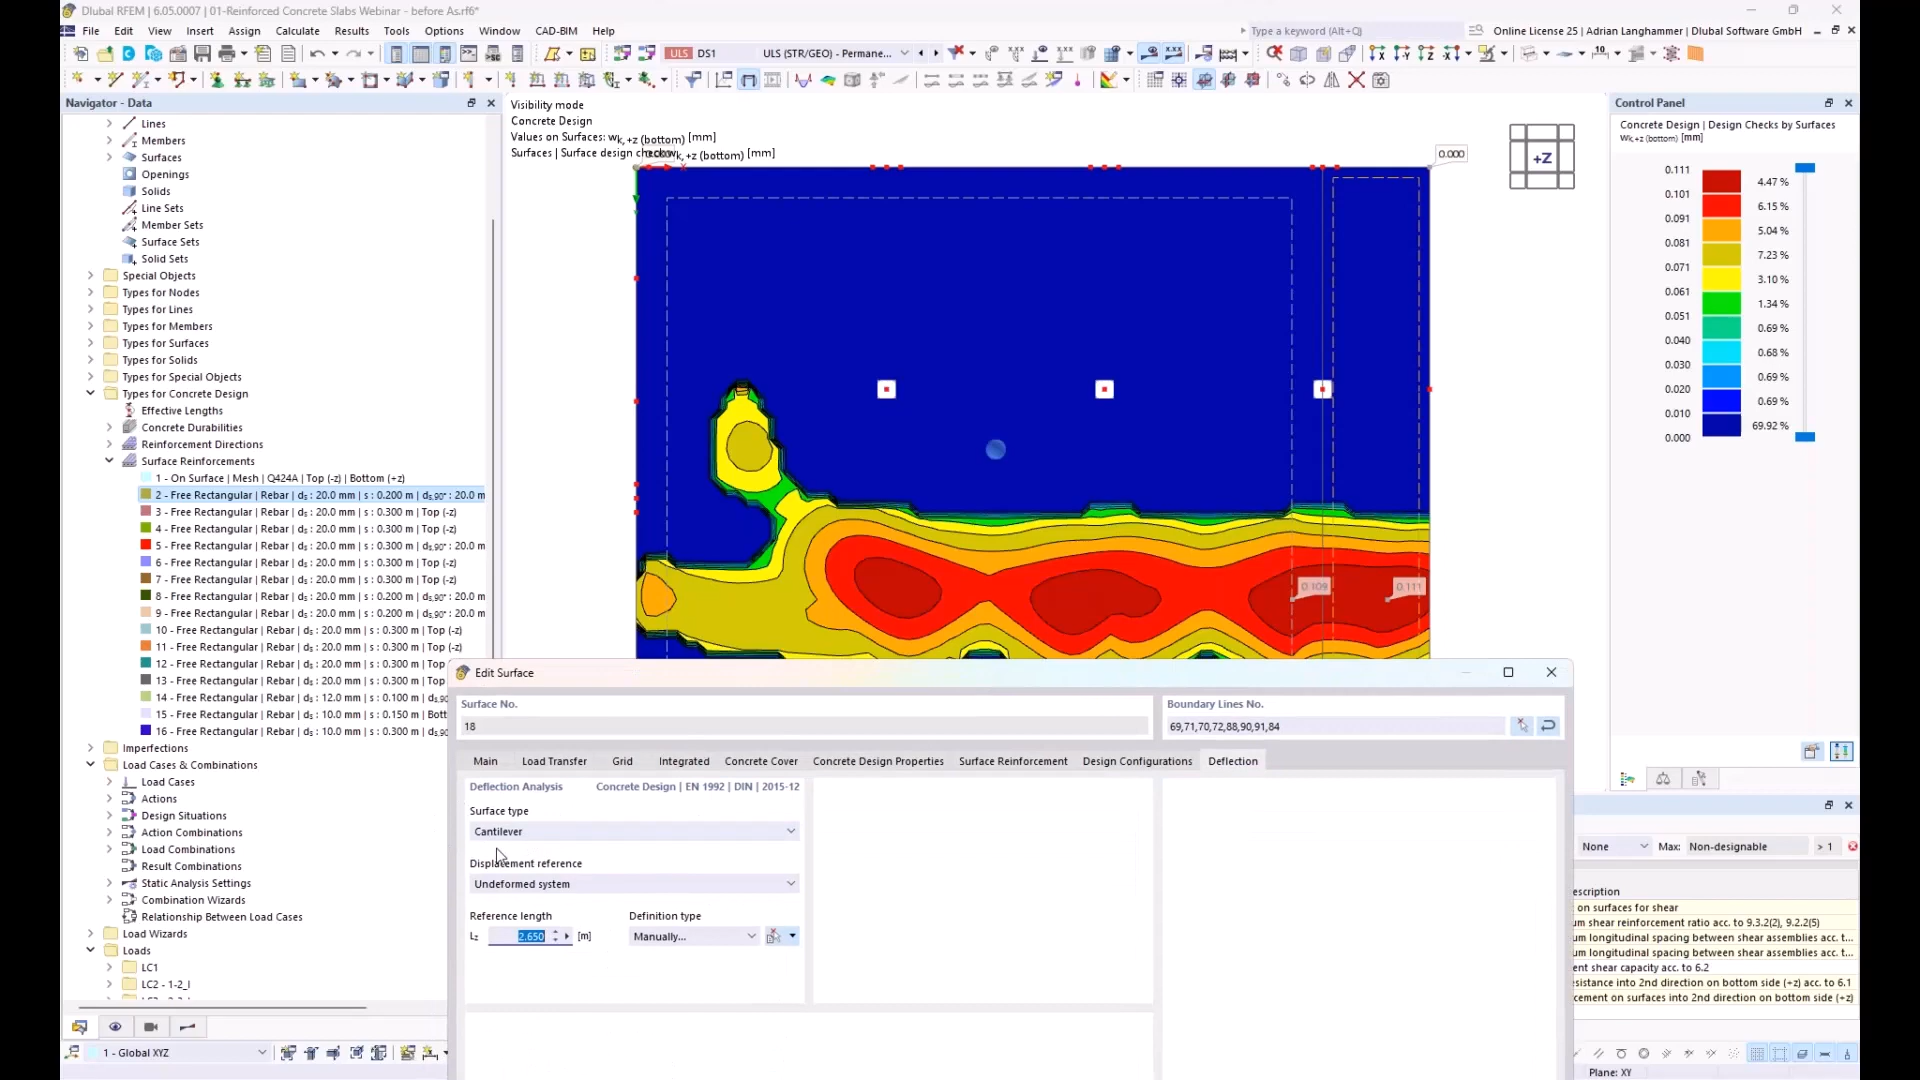 Dlubal RFEM | 6.05.0007 | 01-Reinforced Concrete Slabs Webinar - before As.rf6*
File Edit View Insert Assign Calculate Results Tools Options Window CAD-BIM Help
Type a keyword (Alt+Q)
Online License 25 | Adrian Langhammer | Dlubal Software GmbH
ULS DS1 ULS (STR/GEO) - Permane...
Navigator - Data
Lines
Members
Surfaces
Openings
Solids
Line Sets
Member Sets
Surface Sets
Solid Sets
Special Objects
Types for Nodes
Types for Lines
Types for Members
Types for Surfaces
Types for Solids
Types for Special Objects
Types for Concrete Design
Effective Lengths
Concrete Durabilities
Reinforcement Directions
Surface Reinforcements
1 - On Surface | Mesh | Q424A | Top (-z) | Bottom (+z)
2 - Free Rectangular | Rebar | ds : 20.0 mm | s : 0.200 m | ds,90° : 20.0 m
3 - Free Rectangular | Rebar | ds : 20.0 mm | s : 0.300 m | Top (-z)
4 - Free Rectangular | Rebar | ds : 20.0 mm | s : 0.300 m | Top (-z)
5 - Free Rectangular | Rebar | ds : 20.0 mm | s : 0.300 m | ds,90° : 20.0 m
6 - Free Rectangular | Rebar | ds : 20.0 mm | s : 0.300 m | Top (-z)
7 - Free Rectangular | Rebar | ds : 20.0 mm | s : 0.300 m | Top (-z)
8 - Free Rectangular | Rebar | ds : 20.0 mm | s : 0.200 m | ds,90° : 20.0 m
9 - Free Rectangular | Rebar | ds : 20.0 mm | s : 0.200 m | ds,90° : 20.0 m
10 - Free Rectangular | Rebar | ds : 20.0 mm | s : 0.300 m | Top (-z)
11 - Free Rectangular | Rebar | ds : 20.0 mm | s : 0.300 m | Top (-z)
12 - Free Rectangular | Rebar | ds : 20.0 mm | s : 0.300 m | Top
13 - Free Rectangular | Rebar | ds : 20.0 mm | s : 0.300 m | Top
14 - Free Rectangular | Rebar | ds : 12.0 mm | s : 0.100 m | ds,90
15 - Free Rectangular | Rebar | ds : 10.0 mm | s : 0.150 m | Bott
16 - Free Rectangular | Rebar | ds : 10.0 mm | s : 0.300 m | ds,90
Imperfections
Load Cases & Combinations
Load Cases
Actions
Design Situations
Action Combinations
Load Combinations
Result Combinations
Static Analysis Settings
Combination Wizards
Relationship Between Load Cases
Load Wizards
Loads
LC1
LC2 - 1-2_I
1 - Global XYZ
Visibility mode
Concrete Design
Values on Surfaces: wk,+z (bottom) [mm]
Surfaces | Surface design checks wk,+z (bottom) [mm]
0.000
+Z
0.109
0.111
Control Panel
Concrete Design | Design Checks by Surfaces
wk,+z (bottom) [mm]
0.111
4.47 %
0.101
6.15 %
0.091
5.04 %
0.081
7.23 %
0.071
3.10 %
0.061
1.34 %
0.051
0.69 %
0.040
0.68 %
0.030
0.69 %
0.020
0.69 %
0.010
69.92 %
0.000
Edit Surface
Surface No.
18
Boundary Lines No.
69,71,70,72,88,90,91,84
Main Load Transfer Grid Integrated Concrete Cover Concrete Design Properties Surface Reinforcement Design Configurations Deflection
Deflection Analysis Concrete Design | EN 1992 | DIN | 2015-12
Surface type
Cantilever
Displacement reference
Undeformed system
Reference length Definition type
Lz 2.650 [m] Manually...
None Max: Non-designable > 1
escription
on surfaces for shear
um shear reinforcement ratio acc. to 9.3.2(2), 9.2.2(5)
um longitudinal spacing between shear assemblies acc. t...
um longitudinal spacing between shear assemblies acc. t...
ent shear capacity acc. to 6.2
esistance into 2nd direction on bottom side (+z) acc. to 6.1
cement on surfaces into 2nd direction on bottom side (+z)
Plane: XY